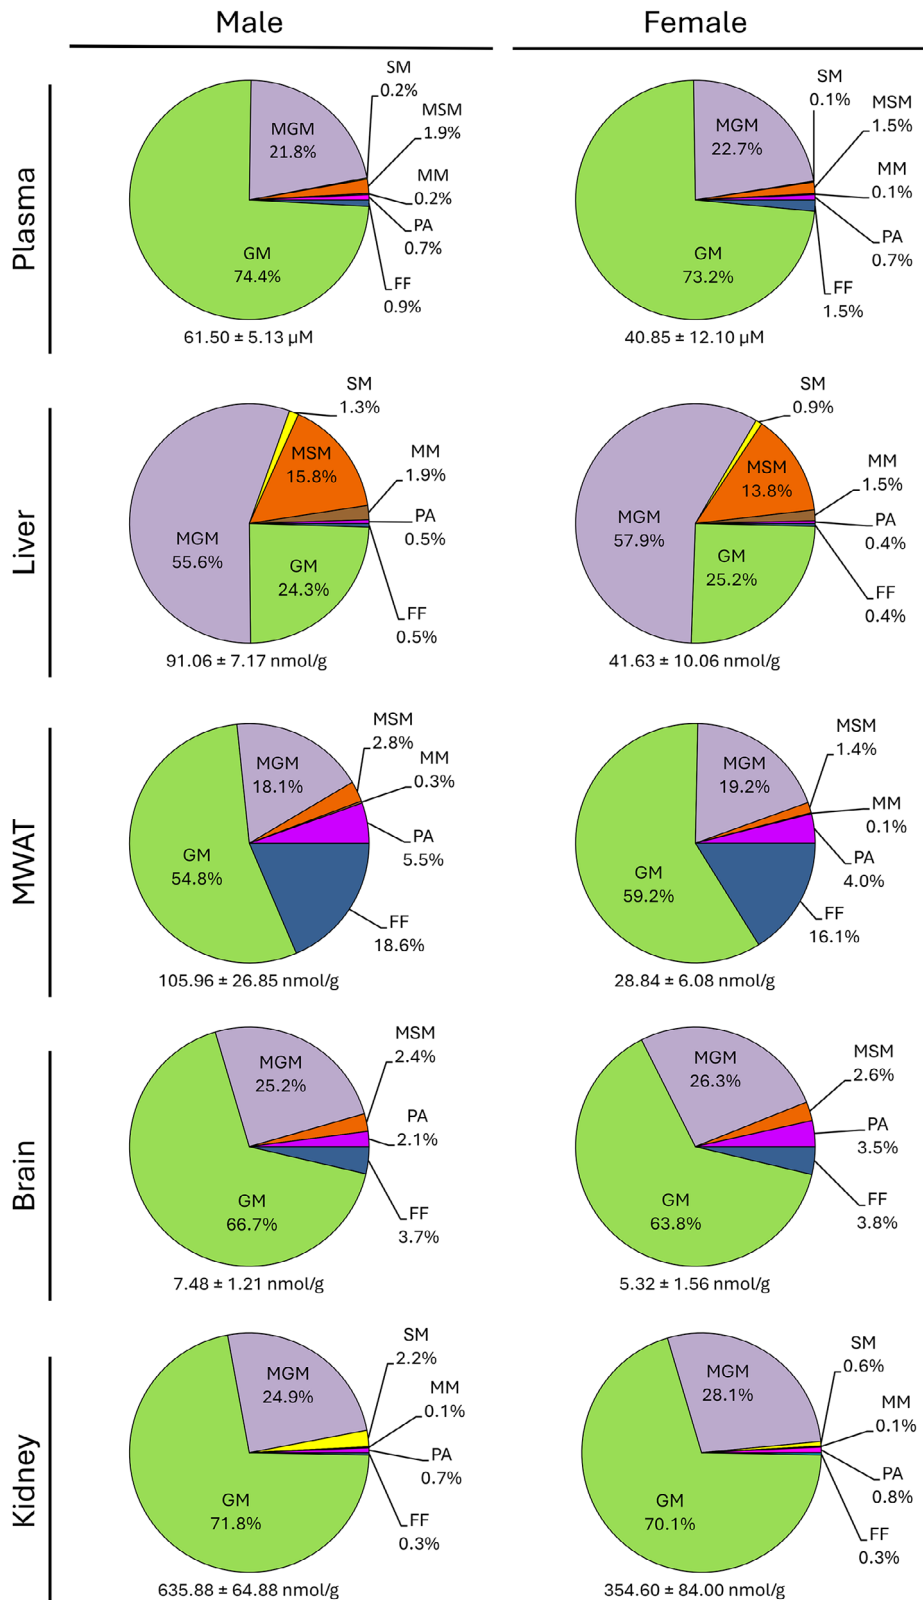 Male
Female
Plasma
MGM
21.8%
SM
0.2%
MSM
1.9%
MM
0.2%
PA
0.7%
FF
0.9%
GM
74.4%
61.50 ± 5.13 µM
MGM
22.7%
SM
0.1%
MSM
1.5%
MM
0.1%
PA
0.7%
FF
1.5%
GM
73.2%
40.85 ± 12.10 µM
Liver
SM
1.3%
MSM
15.8%
MM
1.9%
PA
0.5%
FF
0.5%
GM
24.3%
MGM
55.6%
91.06 ± 7.17 nmol/g
SM
0.9%
MSM
13.8%
MM
1.5%
PA
0.4%
FF
0.4%
GM
25.2%
MGM
57.9%
41.63 ± 10.06 nmol/g
MWAT
MGM
18.1%
MSM
2.8%
MM
0.3%
PA
5.5%
FF
18.6%
GM
54.8%
105.96 ± 26.85 nmol/g
MGM
19.2%
MSM
1.4%
MM
0.1%
PA
4.0%
FF
16.1%
GM
59.2%
28.84 ± 6.08 nmol/g
Brain
MGM
25.2%
MSM
2.4%
PA
2.1%
FF
3.7%
GM
66.7%
7.48 ± 1.21 nmol/g
MGM
26.3%
MSM
2.6%
PA
3.5%
FF
3.8%
GM
63.8%
5.32 ± 1.56 nmol/g
Kidney
MGM
24.9%
SM
2.2%
MM
0.1%
PA
0.7%
FF
0.3%
GM
71.8%
635.88 ± 64.88 nmol/g
MGM
28.1%
SM
0.6%
MM
0.1%
PA
0.8%
FF
0.3%
GM
70.1%
354.60 ± 84.00 nmol/g